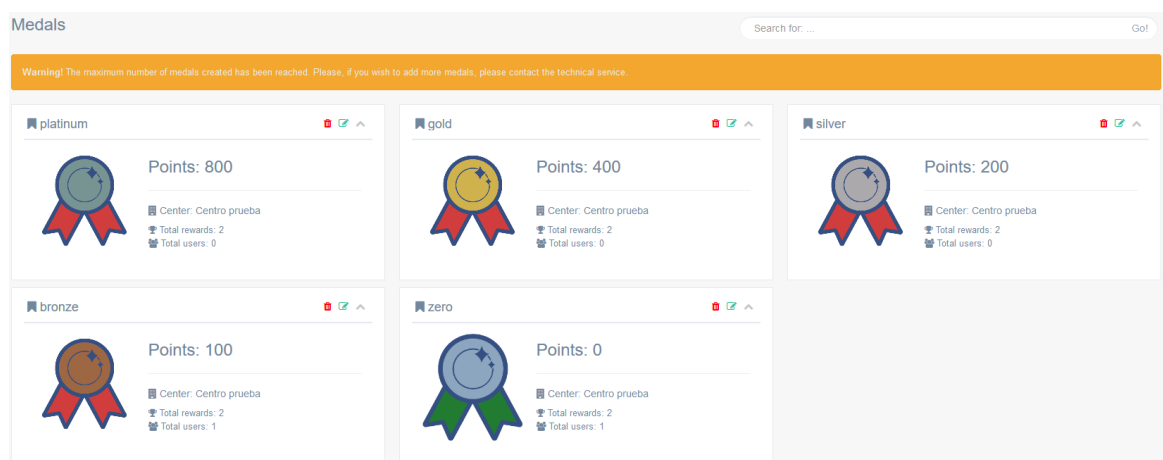 Medals
Search for: ...
Go!
Warning! The maximum number of medals created has been reached. Please, if you wish to add more medals, please contact the technical service.
platinum
Points: 800
Center: Centro prueba
Total rewards: 2
Total users: 0
gold
Points: 400
Center: Centro prueba
Total rewards: 2
Total users: 0
silver
Points: 200
Center: Centro prueba
Total rewards: 2
Total users: 0
bronze
Points: 100
Center: Centro prueba
Total rewards: 2
Total users: 1
zero
Points: 0
Center: Centro prueba
Total rewards: 2
Total users: 1